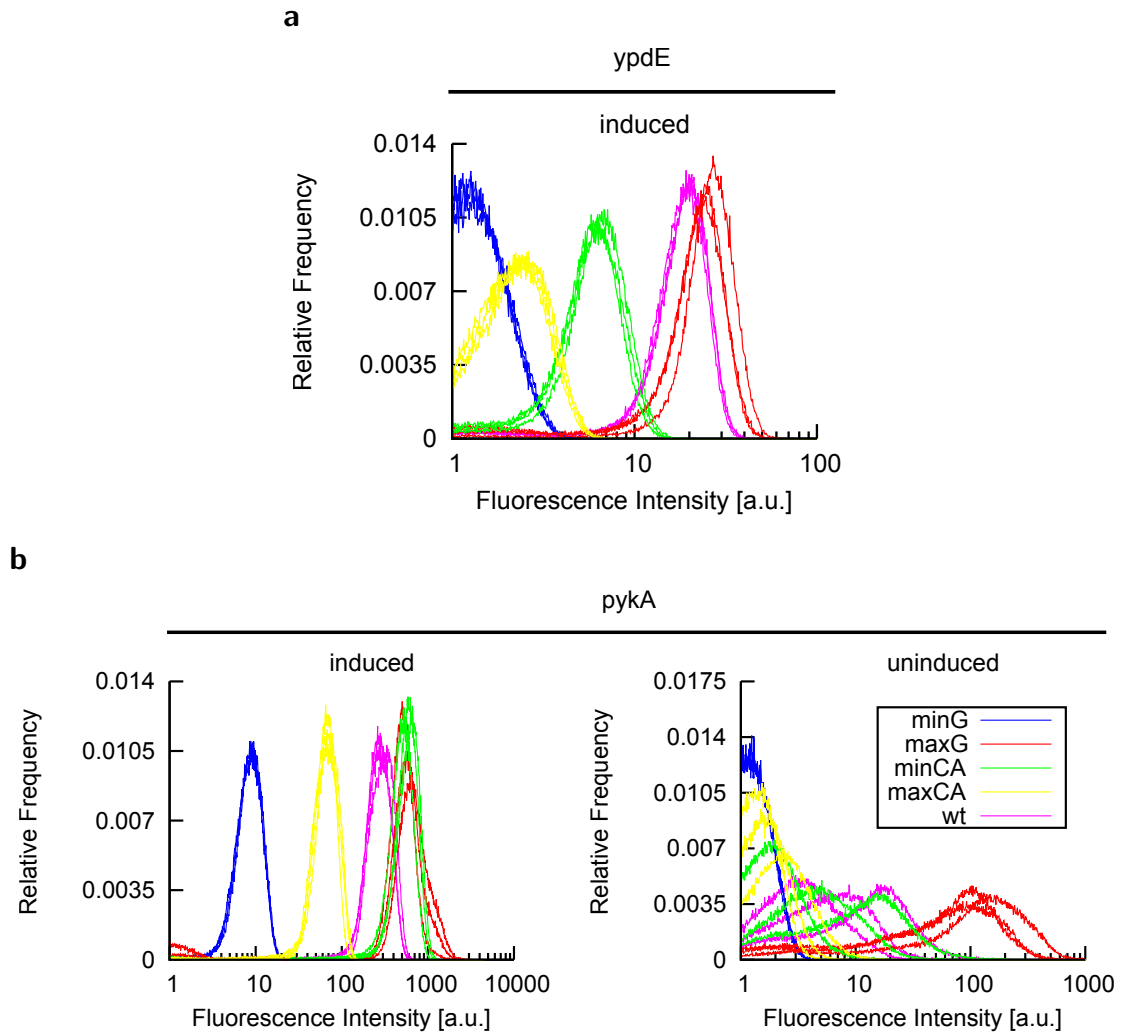 a
ypdE
induced
0.014
0.0105
0.007
0.0035
0
Relative Frequency
1 10 100
Fluorescence Intensity [a.u.]
b
pykA
induced
0.014
0.0105
0.007
0.0035
0
Relative Frequency
1 10 100 1000 10000
Fluorescence Intensity [a.u.]
uninduced
0.0175
0.014
0.0105
0.007
0.0035
0
Relative Frequency
1 10 100 1000
Fluorescence Intensity [a.u.]
minG
maxG
minCA
maxCA
wt